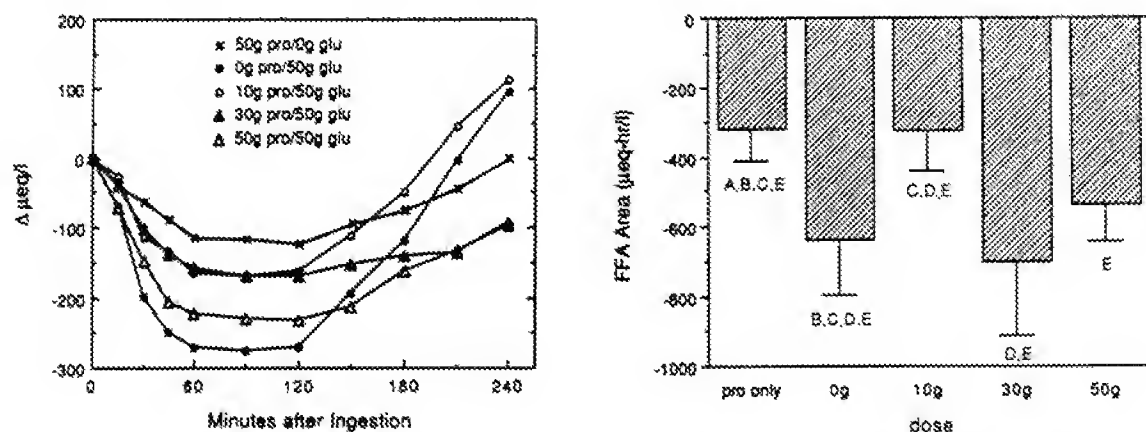 200
100
0
-100
-200
-300
Δ µeq/l
50g pro/0g glu
0g pro/50g glu
10g pro/50g glu
30g pro/50g glu
50g pro/50g glu
0 60 120 180 240
Minutes after Ingestion
0
-200
-400
-600
-800
-1000
FFA Area (µeq-hr/l)
A,B,C,E
B,C,D,E
C,D,E
D,E
E
pro only 0g 10g 30g 50g
dose